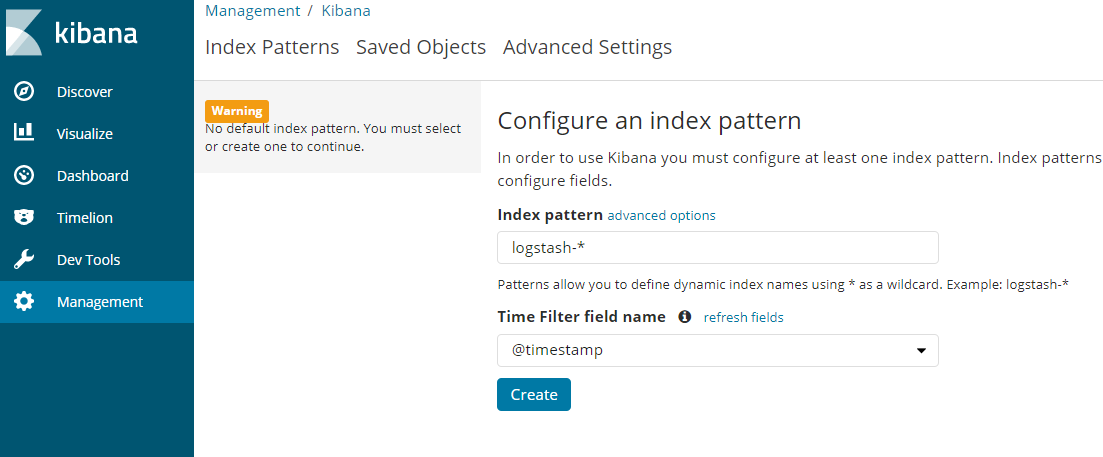 kibana
Discover
Visualize
Dashboard
Timelion
Dev Tools
Management
Management / Kibana
Index Patterns Saved Objects Advanced Settings
Warning
No default index pattern. You must select
or create one to continue.
Configure an index pattern
In order to use Kibana you must configure at least one index pattern. Index patterns
configure fields.
Index pattern advanced options
logstash-*
Patterns allow you to define dynamic index names using * as a wildcard. Example: logstash-*
Time Filter field name refresh fields
@timestamp
Create